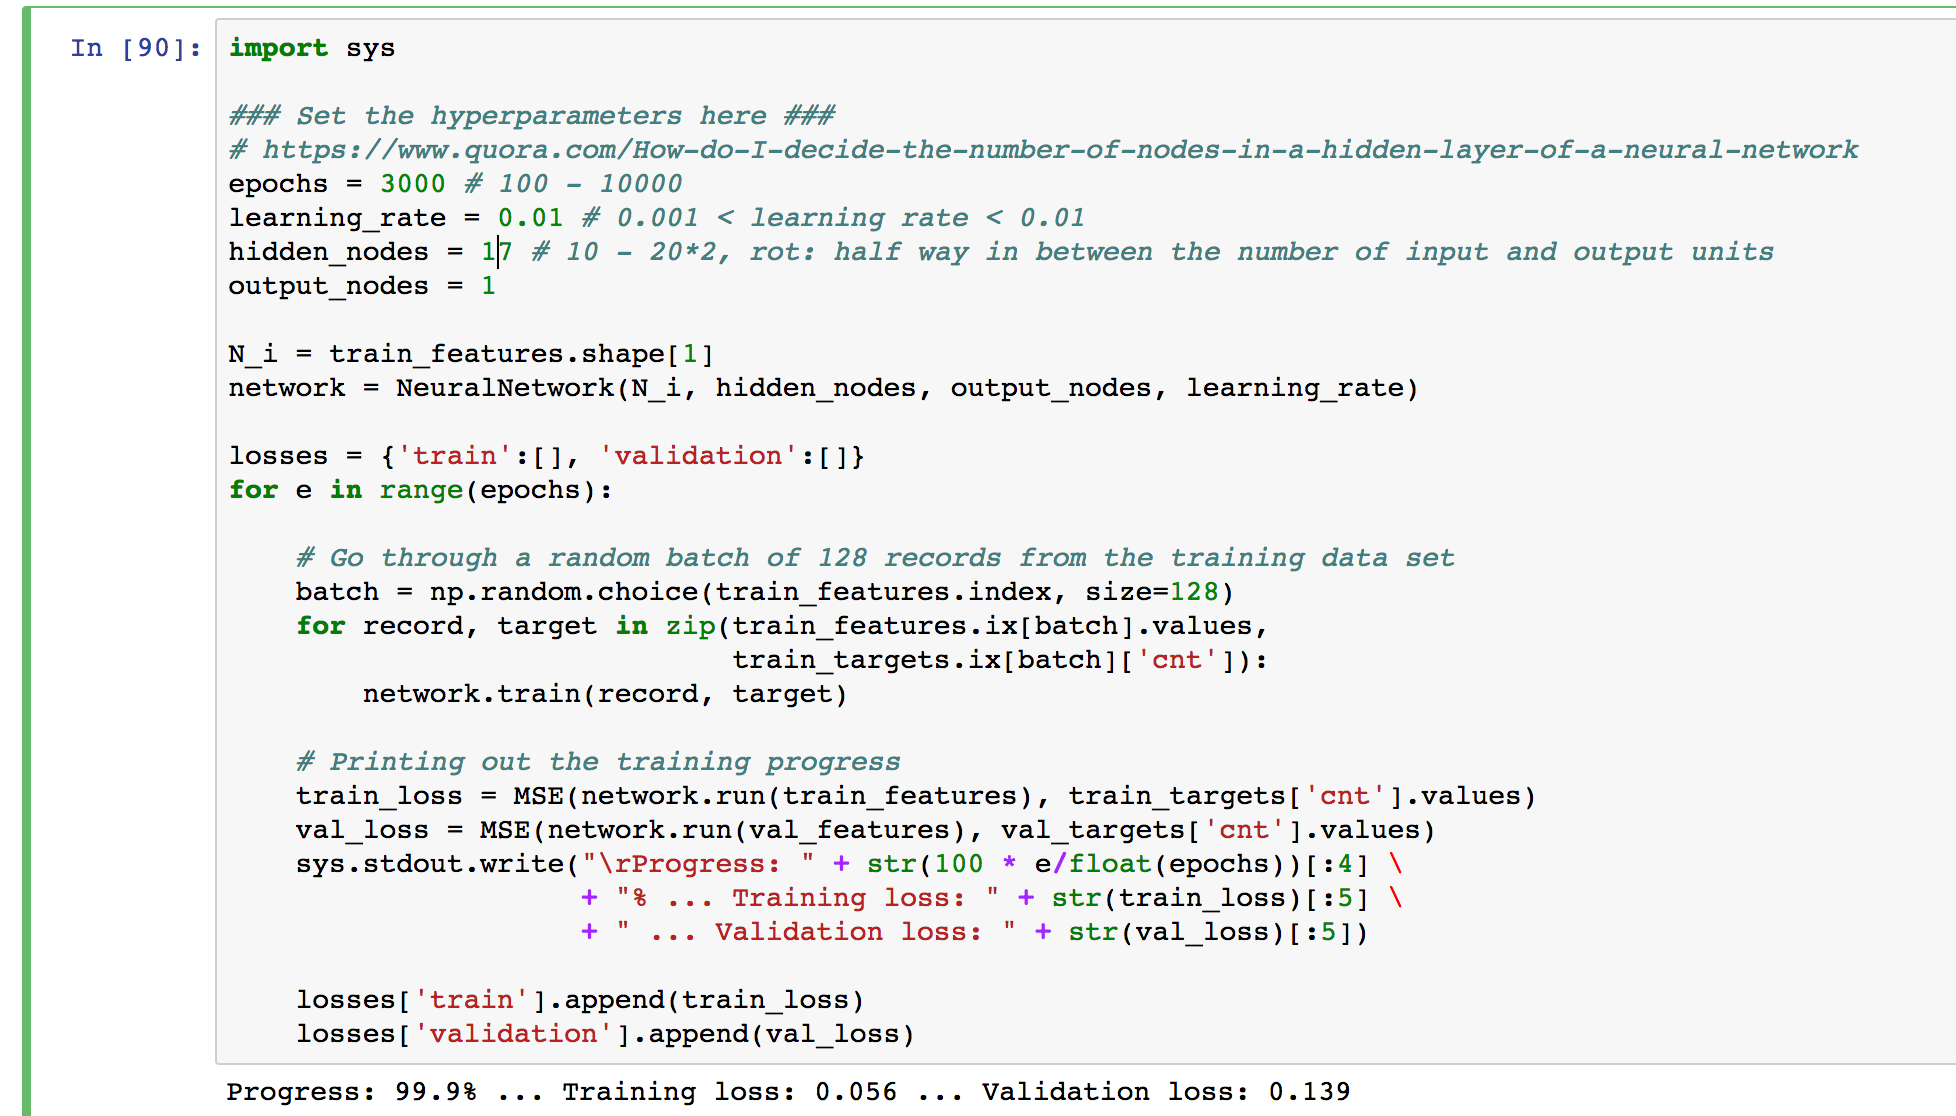 In [90]:
import sys
### Set the hyperparameters here ###
# https://www.quora.com/How-do-I-decide-the-number-of-nodes-in-a-hidden-layer-of-a-neural-network
epochs = 3000 # 100 - 10000
learning_rate = 0.01 # 0.001 < learning rate < 0.01
hidden_nodes = 17 # 10 - 20*2, rot: half way in between the number of input and output units
output_nodes = 1
N_i = train_features.shape[1]
network = NeuralNetwork(N_i, hidden_nodes, output_nodes, learning_rate)
losses = {'train':[], 'validation':[]}
for e in range(epochs):
    # Go through a random batch of 128 records from the training data set
    batch = np.random.choice(train_features.index, size=128)
    for record, target in zip(train_features.ix[batch].values,
                              train_targets.ix[batch]['cnt']):
        network.train(record, target)
    # Printing out the training progress
    train_loss = MSE(network.run(train_features), train_targets['cnt'].values)
    val_loss = MSE(network.run(val_features), val_targets['cnt'].values)
    sys.stdout.write("\rProgress: " + str(100 * e/float(epochs))[:4] \
                     + "% ... Training loss: " + str(train_loss)[:5] \
                     + " ... Validation loss: " + str(val_loss)[:5])
    losses['train'].append(train_loss)
    losses['validation'].append(val_loss)
Progress: 99.9% ... Training loss: 0.056 ... Validation loss: 0.139